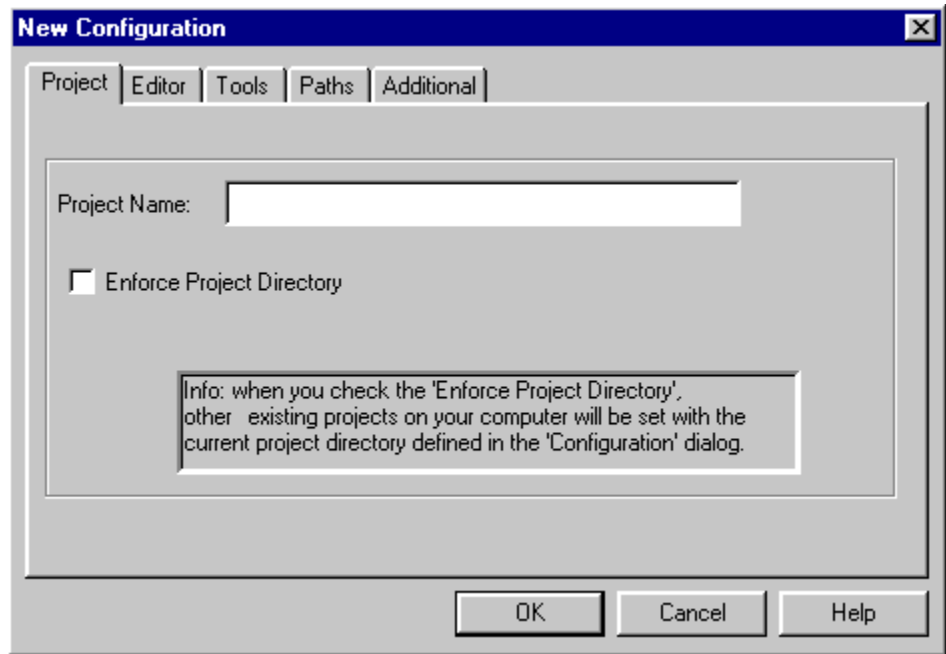 New Configuration
Project Editor Tools Paths Additional
Project Name:
Enforce Project Directory
Info: when you check the 'Enforce Project Directory',
other existing projects on your computer will be set with the
current project directory defined in the 'Configuration' dialog.
OK Cancel Help